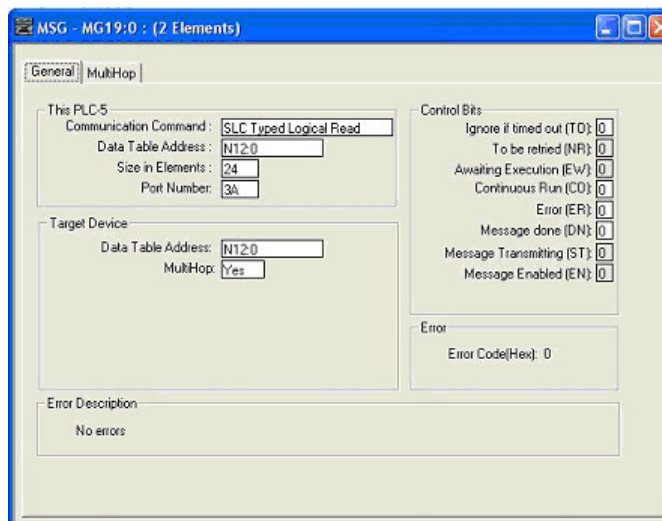 MSG - MG19:0 : (2 Elements)
General MultiHop
This PLC-5
Communication Command : SLC Typed Logical Read
Data Table Address : N12:0
Size in Elements : 24
Port Number: 3A
Target Device
Data Table Address: N12:0
MultiHop: Yes
Control Bits
Ignore if timed out (TO): 0
To be retried (NR): 0
Awaiting Execution (EW): 0
Continuous Run (CO): 0
Error (ER): 0
Message done (DN): 0
Message Transmitting (ST): 0
Message Enabled (EN): 0
Error
Error Code(Hex): 0
Error Description
No errors